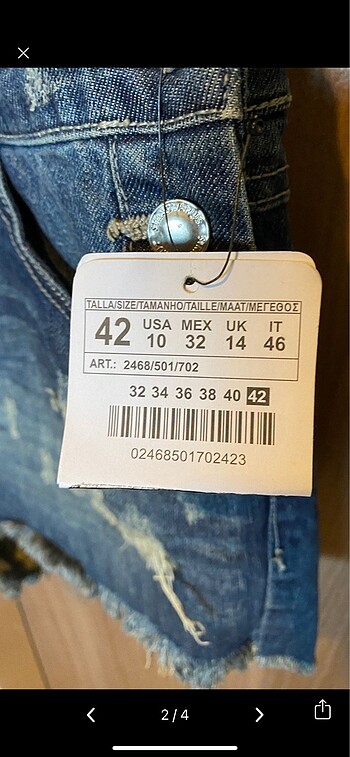 TALLA/SIZE/TAMANHO/TAILLE/MAAT/ΜΕΓΕΘΟΣ
42 USA 10 MEX 32 UK 14 IT 46
ART.: 2468/501/702
32 34 36 38 40 42
02468501702423
2/4